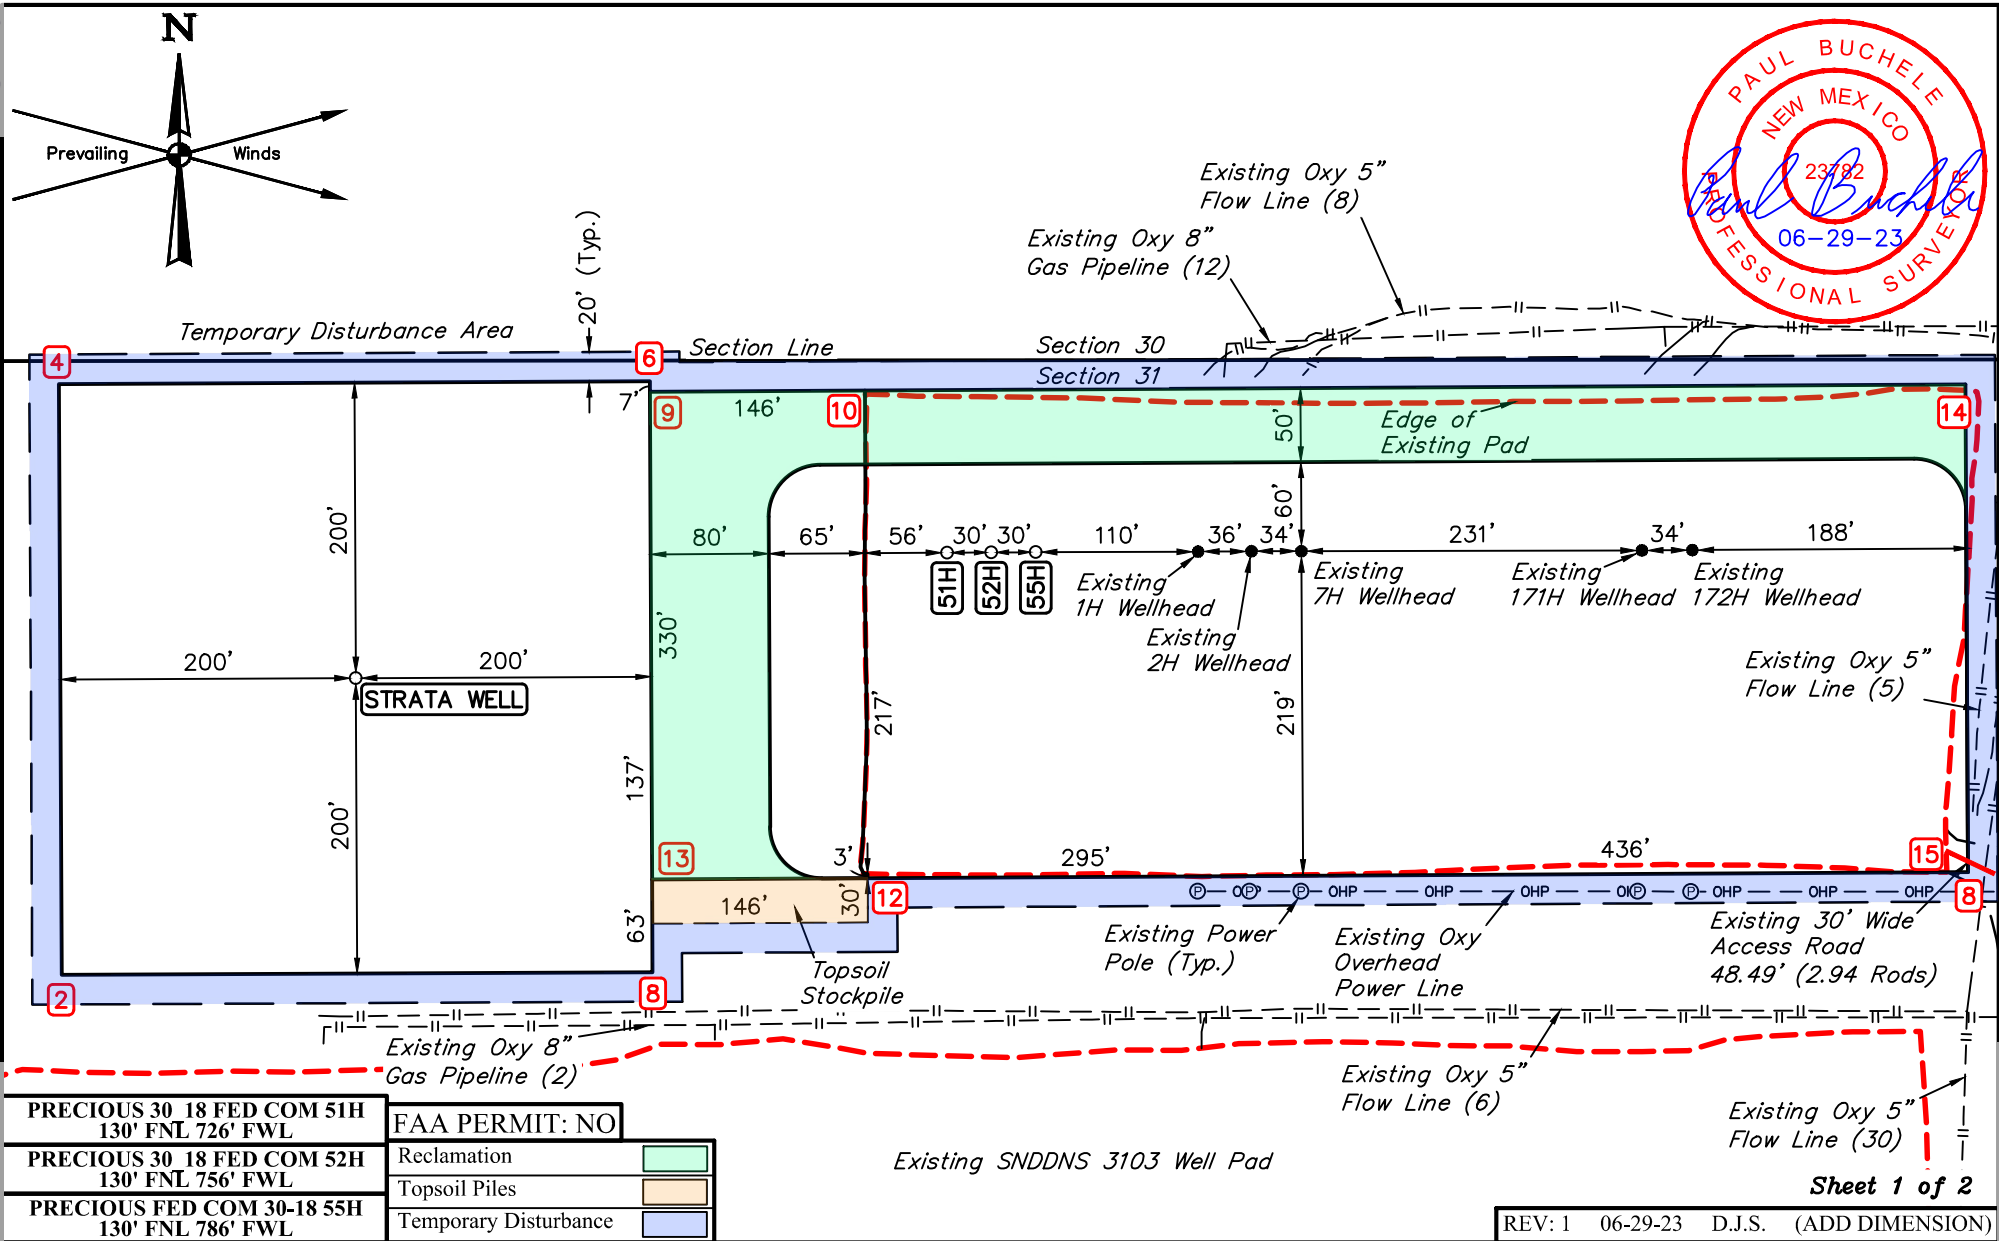 N
Prevailing Winds
20' (Typ.)
PAUL BUCHELE
NEW MEXICO
23782
PROFESSIONAL SURVEYOR
Paul Buchele
06-29-23
Existing Oxy 5"
Flow Line (8)
Existing Oxy 8"
Gas Pipeline (12)
Temporary Disturbance Area
Section Line
Section 30
Section 31
4
6
7'
9
146'
10
50'
Edge of
Existing Pad
14
200'
60'
80'
65'
56'
30'
30'
110'
36'
34'
231'
34'
188'
51H
52H
55H
Existing
1H Wellhead
Existing
2H Wellhead
Existing
7H Wellhead
Existing
171H Wellhead
Existing
172H Wellhead
330'
200'
200'
STRATA WELL
217'
219'
Existing Oxy 5"
Flow Line (5)
137'
200'
13
3'
295'
436'
15
63'
146'
30'
12
P
OHP
P
P
OHP
OHP
OHP
OHP
P
P
OHP
OHP
OHP
8
Existing Power
Pole (Typ.)
Existing Oxy
Overhead
Power Line
Existing 30' Wide
Access Road
48.49' (2.94 Rods)
Topsoil
Stockpile
2
8
Existing Oxy 8"
Gas Pipeline (2)
Existing Oxy 5"
Flow Line (6)
Existing Oxy 5"
Flow Line (30)
PRECIOUS 30_18 FED COM 51H
130' FNL 726' FWL
PRECIOUS 30_18 FED COM 52H
130' FNL 756' FWL
PRECIOUS FED COM 30-18 55H
130' FNL 786' FWL
FAA PERMIT: NO
Reclamation
Topsoil Piles
Temporary Disturbance
Existing SNDDNS 3103 Well Pad
Sheet 1 of 2
REV: 1 06-29-23 D.J.S. (ADD DIMENSION)